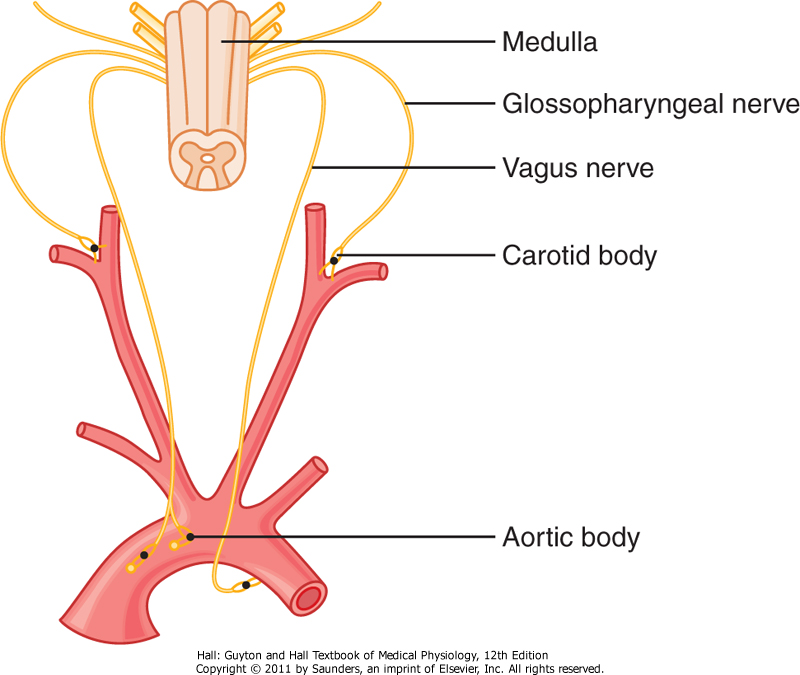 Medulla
Glossopharyngeal nerve
Vagus nerve
Carotid body
Aortic body
Hall: Guyton and Hall Textbook of Medical Physiology, 12th Edition
Copyright © 2011 by Saunders, an imprint of Elsevier, Inc. All rights reserved.